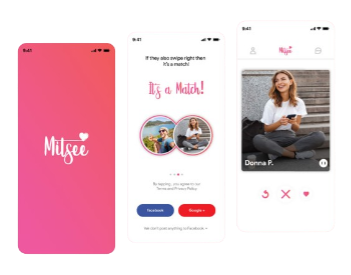 9:41
Mitsee
9:41
If they also swipe right then
it's a match!
It's a Match!
By tapping, you agree to our
Terms and Privacy Policy.
Facebook
Google +
We don't post anything to Facebook
9:41
Mitsee
Donna P.